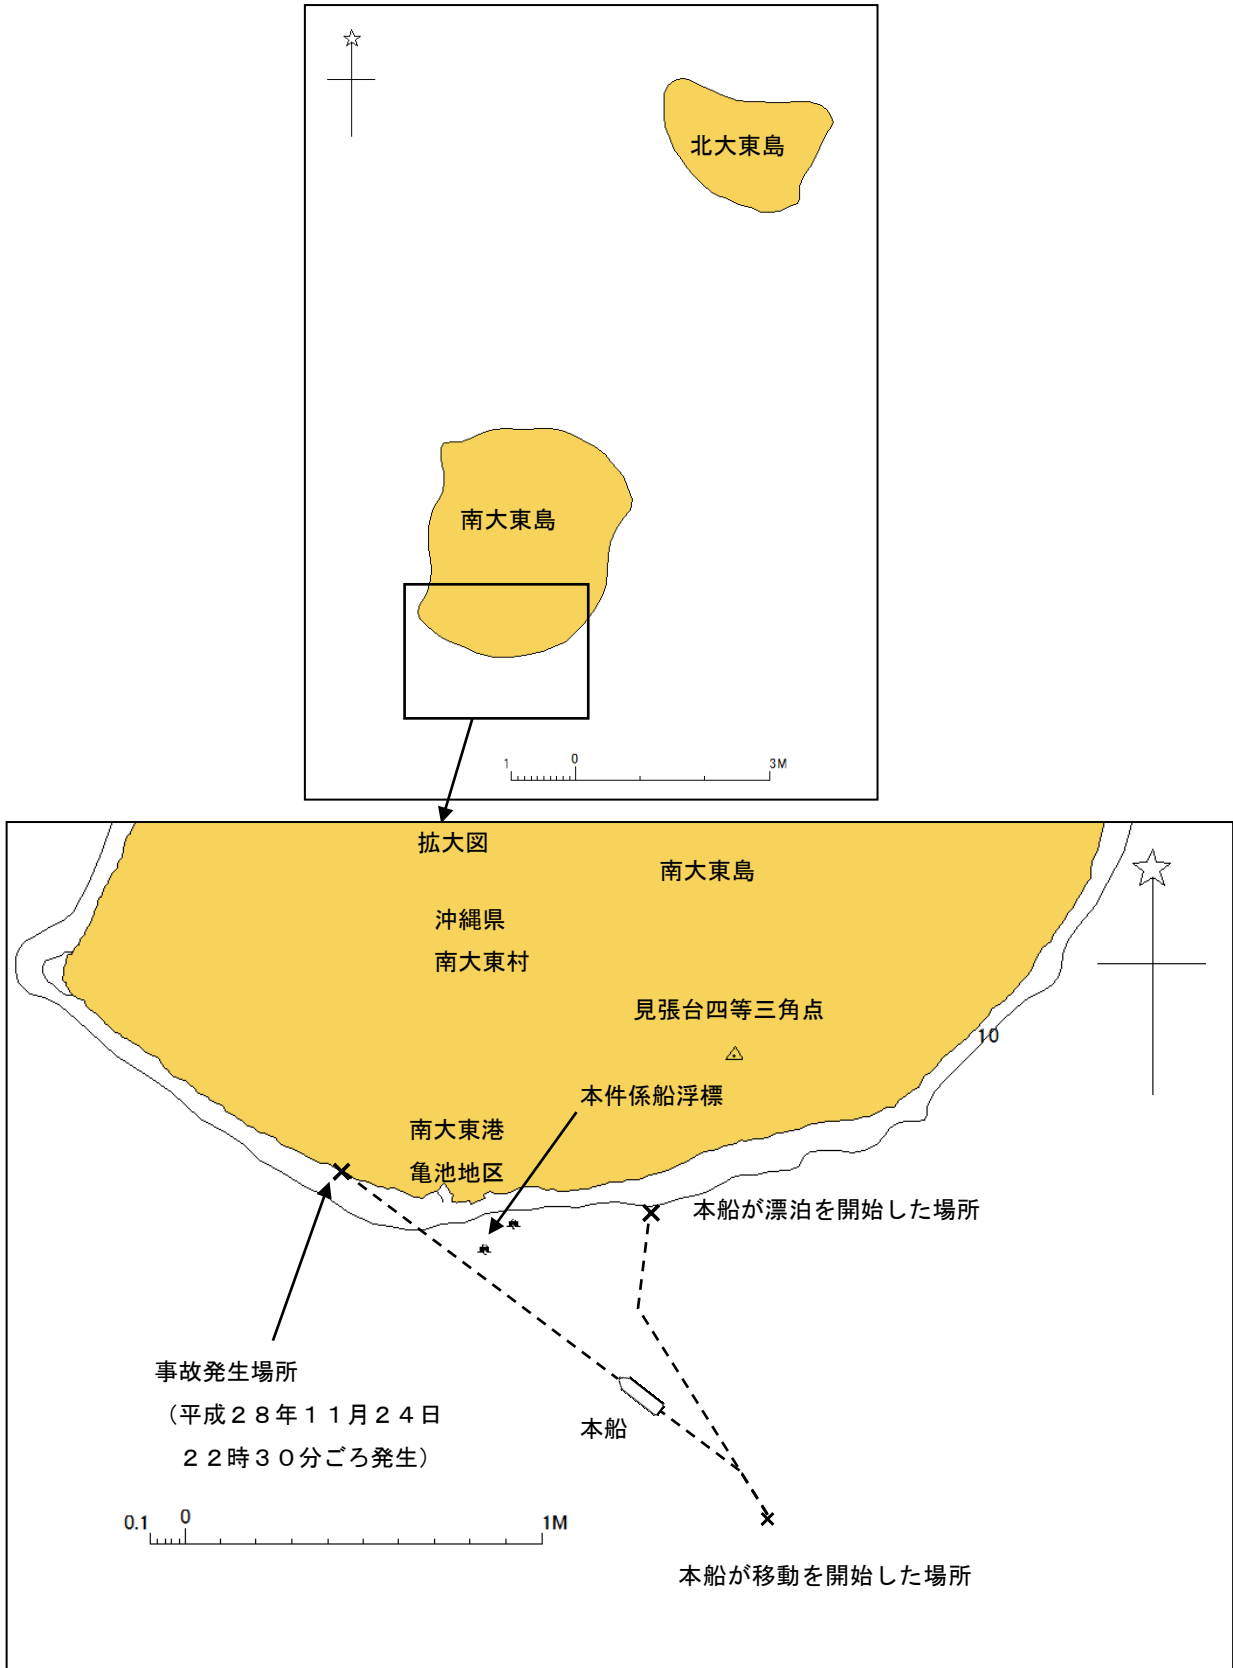 北大東島
南大東島
1 0 3M
拡大図
南大東島
沖縄県
南大東村
見張台四等三角点
10
本件係船浮標
南大東港
亀池地区
本船が漂泊を開始した場所
事故発生場所
（平成２８年１１月２４日
２２時３０分ごろ発生）
本船
0.1 0 1M
本船が移動を開始した場所